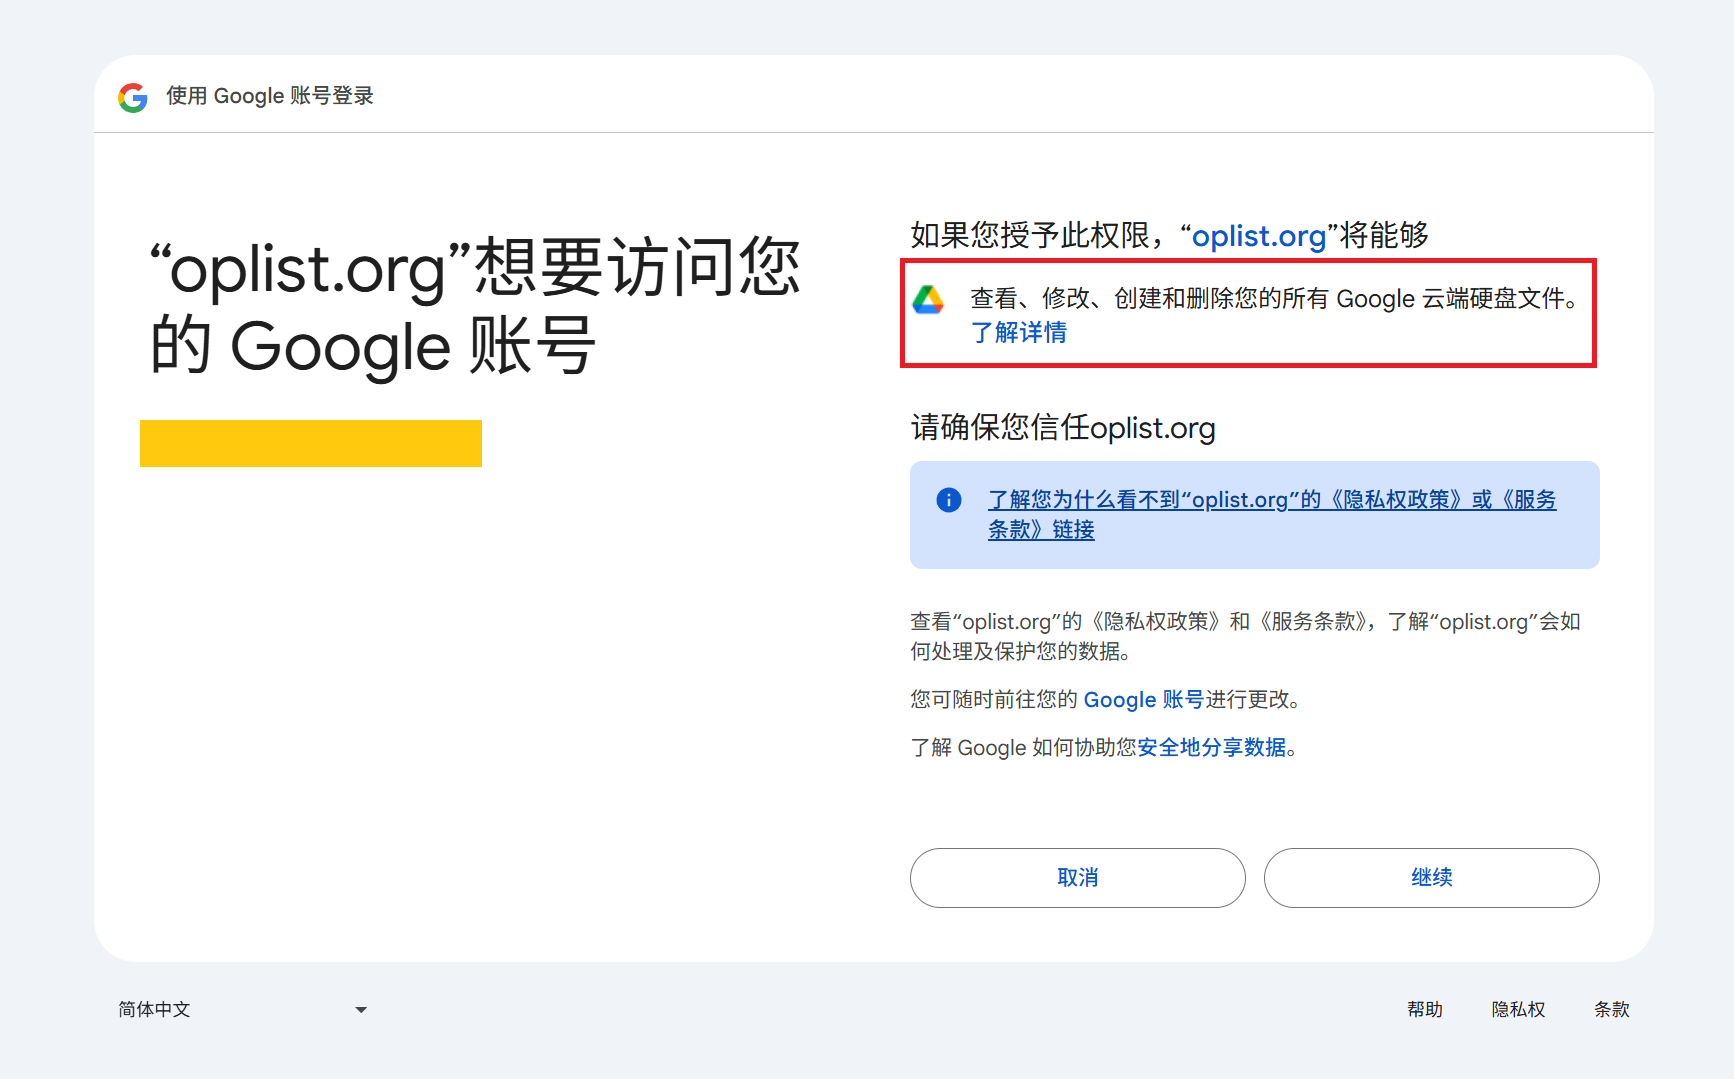 使用 Google 账号登录
“oplist.org”想要访问您
的 Google 账号
如果您授予此权限，“oplist.org”将能够
查看、修改、创建和删除您的所有 Google 云端硬盘文件。
了解详情
请确保您信任oplist.org
了解您为什么看不到“oplist.org”的《隐私权政策》或《服务
条款》链接
查看“oplist.org”的《隐私权政策》和《服务条款》，了解“oplist.org”会如
何处理及保护您的数据。
您可随时前往您的 Google 账号进行更改。
了解 Google 如何协助您安全地分享数据。
取消
继续
简体中文
帮助
隐私权
条款